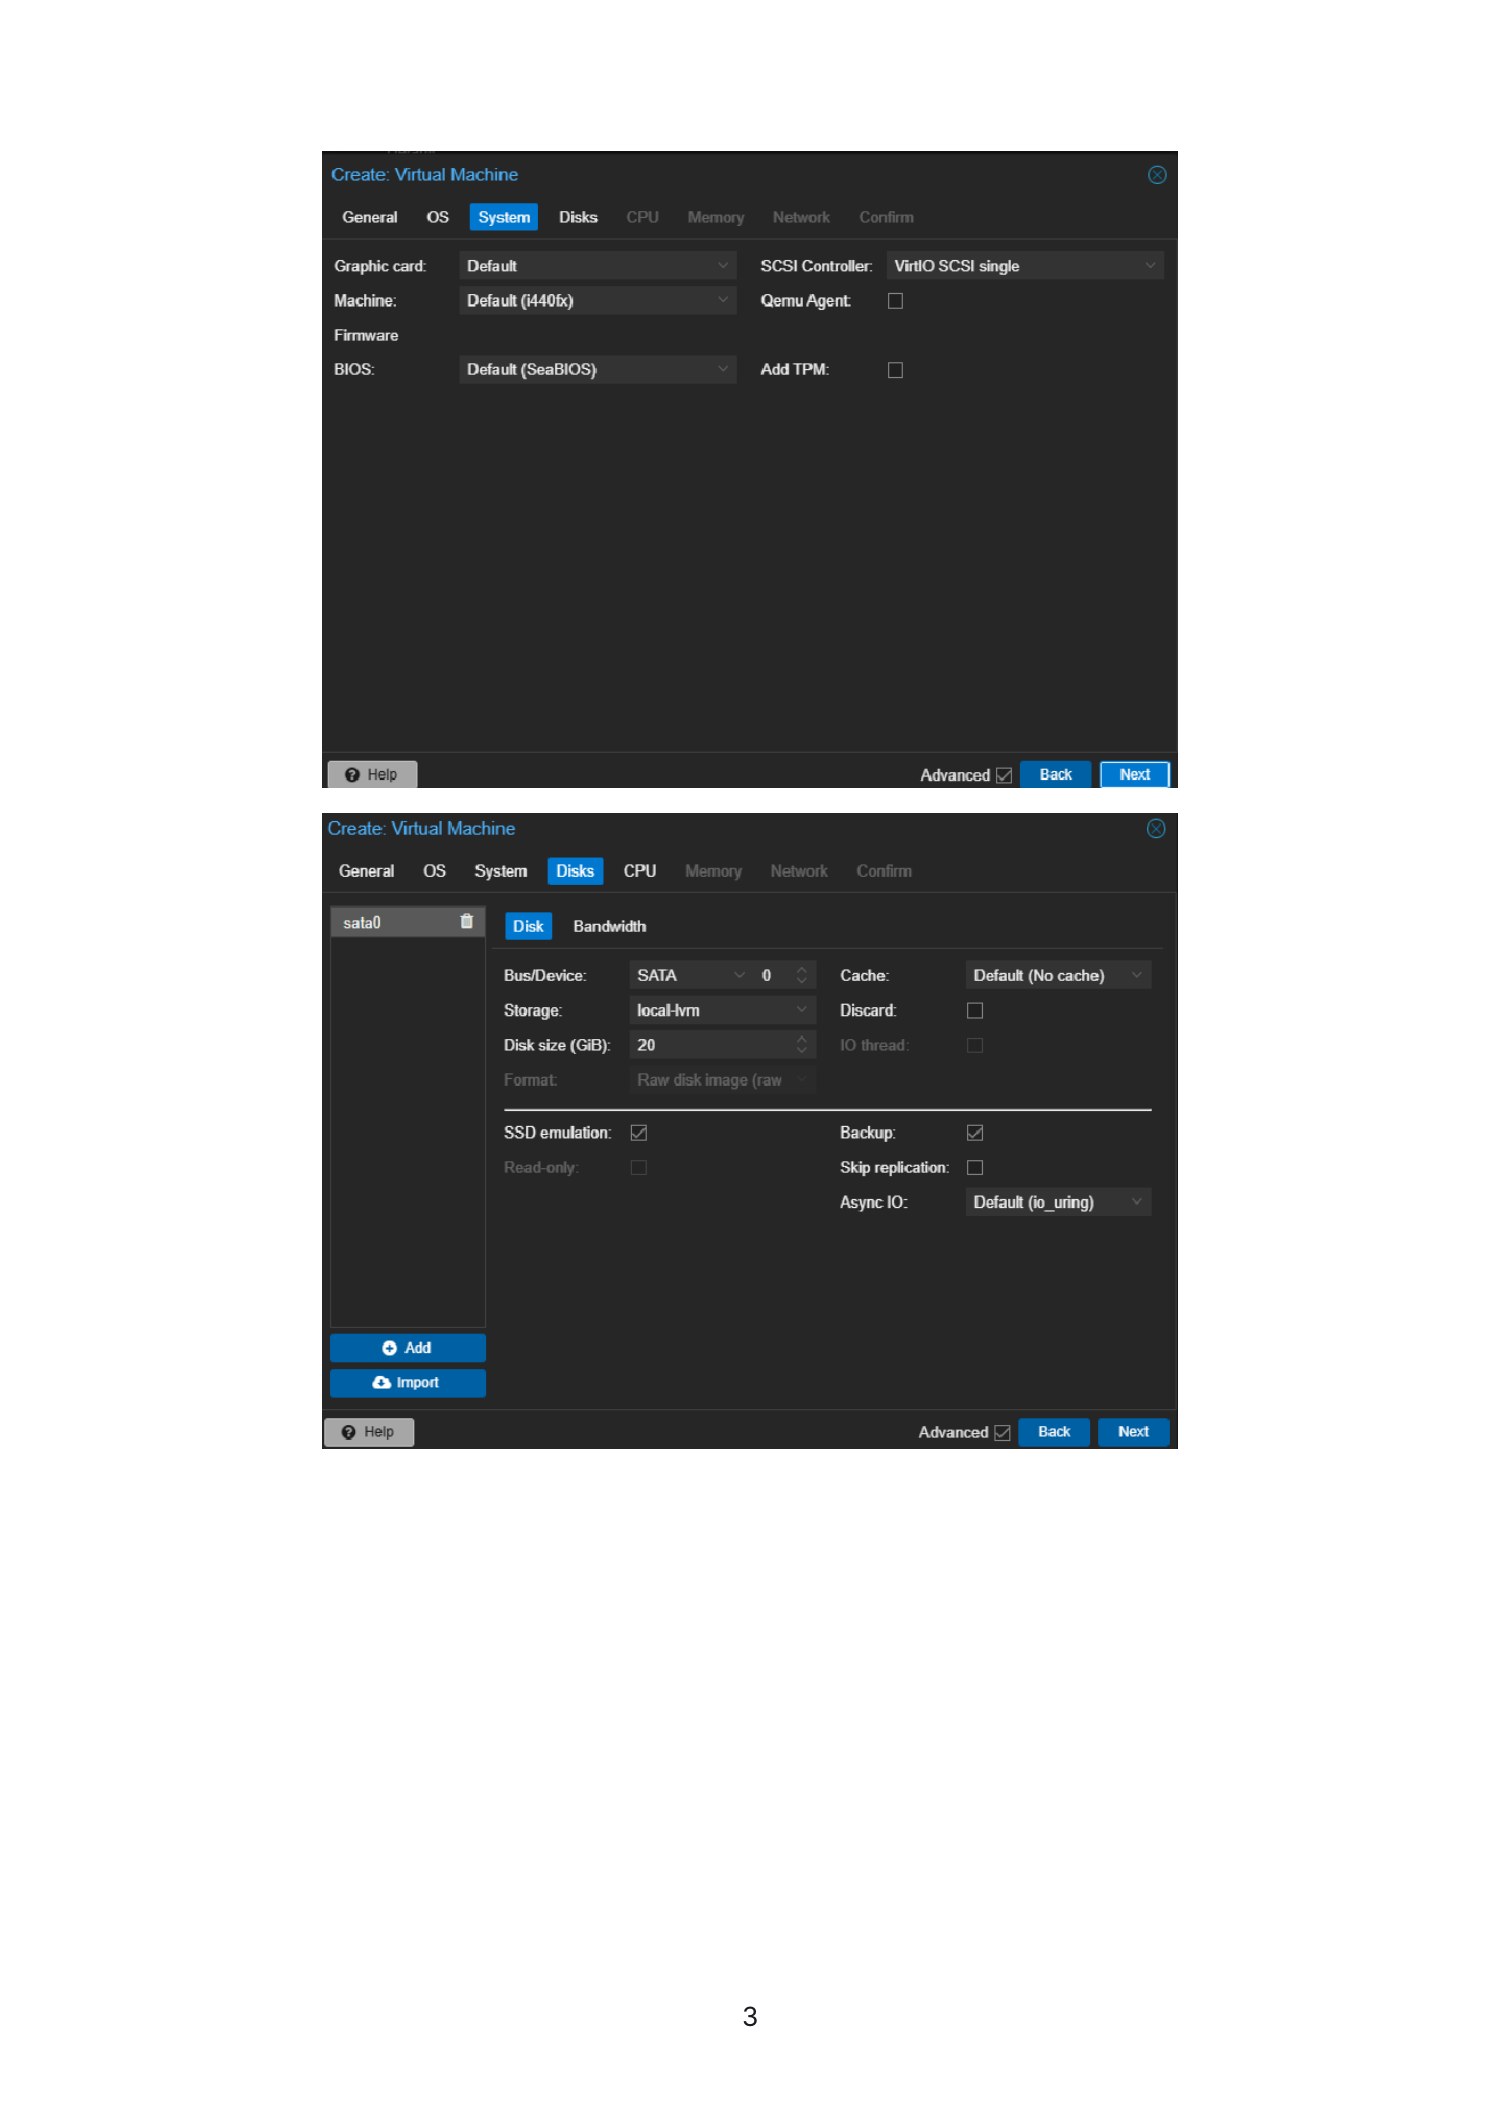 Create: Virtual Machine
General OS System Disks CPU Memory Network Confirm
Graphic card: Default SCSI Controller: VirtIO SCSI single
Machine: Default (i440fx) Qemu Agent:
Firmware
BIOS: Default (SeaBIOS) Add TPM:
Help Advanced Back Next
Create: Virtual Machine
General OS System Disks CPU Memory Network Confirm
sata0 Disk Bandwidth
Bus/Device: SATA 0 Cache: Default (No cache)
Storage: local-lvm Discard:
Disk size (GiB): 20 IO thread:
Format: Raw disk image (raw
SSD emulation: Backup:
Read-only: Skip replication:
Async IO: Default (io_uring)
Add
Import
Help Advanced Back Next
3